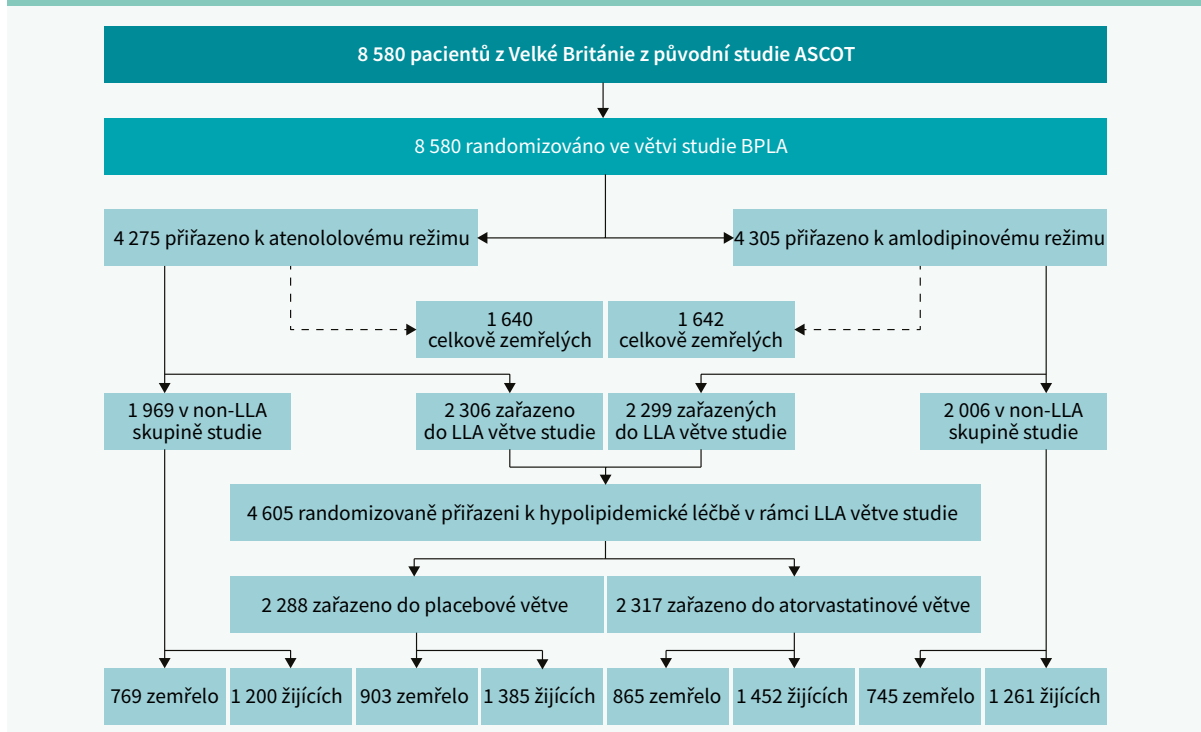 8 580 pacientů z Velké Británie z původní studie ASCOT
8 580 randomizováno ve větvi studie BPLA
4 275 přiřazeno k atenololovému režimu
4 305 přiřazeno k amlodipinovému režimu
1 640
celkově zemřelých
1 642
celkově zemřelých
1 969 v non-LLA
skupině studie
2 306 zařazeno
do LLA větve studie
2 299 zařazených
do LLA větve studie
2 006 v non-LLA
skupině studie
4 605 randomizovaně přiřazeni k hypolipidemické léčbě v rámci LLA větve studie
2 288 zařazeno do placebové větve
2 317 zařazeno do atorvastatinové větve
769 zemřelo
1 200 žijících
903 zemřelo
1 385 žijících
865 zemřelo
1 452 žijících
745 zemřelo
1 261 žijících